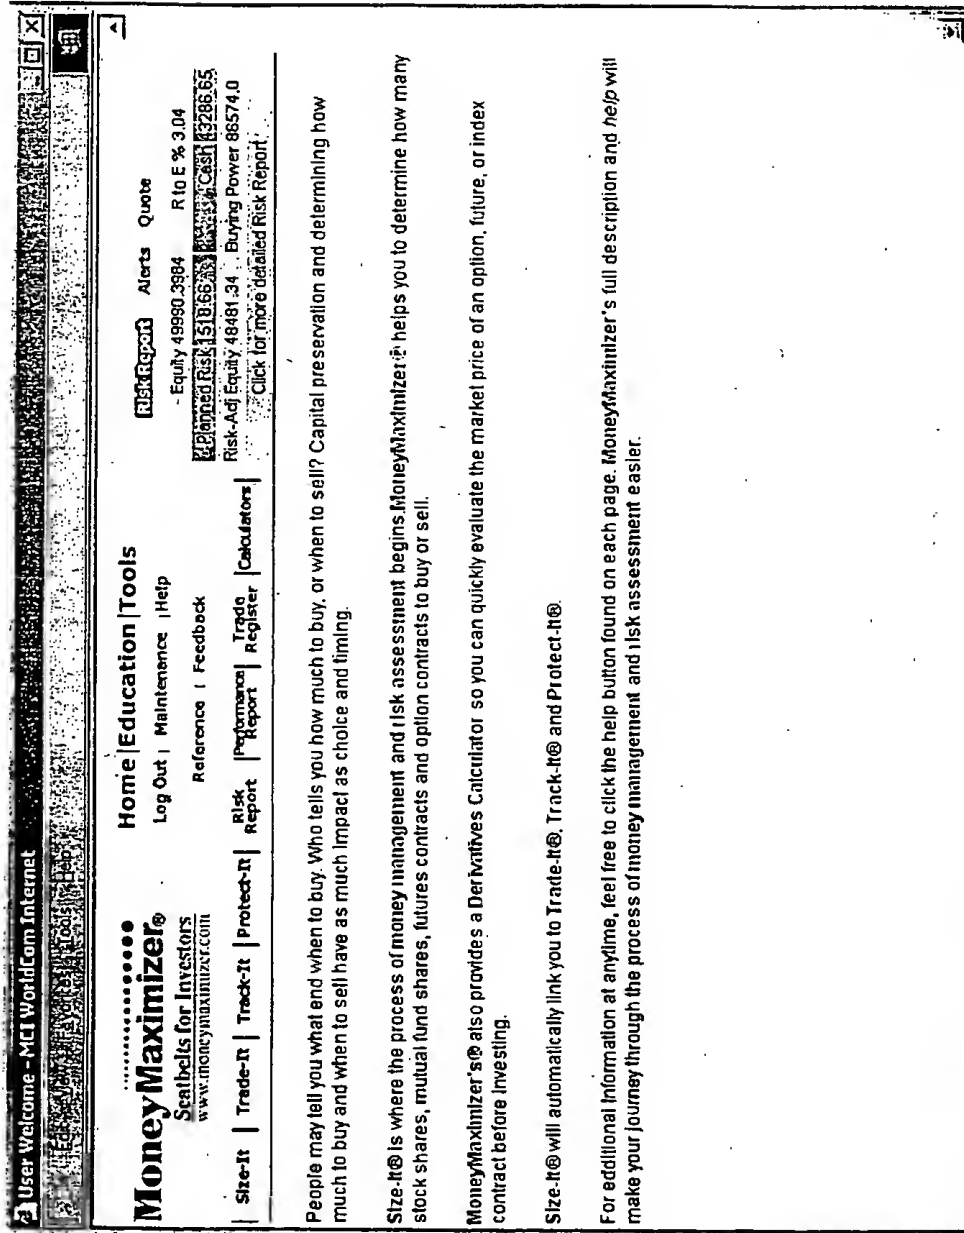 User Welcome - MCI WorldCom Internet
Edit View Favorites Tools Help
MoneyMaximizer®
Seatbelts for Investors
www.moneymaximizer.com
Home | Education | Tools
Log Out | Maintenance | Help
Reference | Feedback
Risk Report Alerts Quote
- Equity 49990.3984 R to E % 3.04
Planned Risk 1518.66 Cash 43286.65
Risk-Adj Equity 48481.34 Buying Power 86574.0
Click for more detailed Risk Report
| Size-It | Trade-It | Track-It | Protect-It | Risk Report | Performance Report | Trade Register | Calculators |
People may tell you what end when to buy. Who tells you how much to buy, or when to sell? Capital preservation and determining how
much to buy and when to sell have as much impact as choice and timing.
Size-It® is where the process of money management and risk assessment begins. MoneyMaximizer® helps you to determine how many
stock shares, mutual fund shares, futures contracts and option contracts to buy or sell.
MoneyMaximizer's® also provides a Derivatives Calculator so you can quickly evaluate the market price of an option, future, or index
contract before investing.
Size-It® will automatically link you to Trade-It®, Track-It® and Protect-It®.
For additional information at anytime, feel free to click the help button found on each page. MoneyMaximizer's full description and help will
make your journey through the process of money management and risk assessment easier.